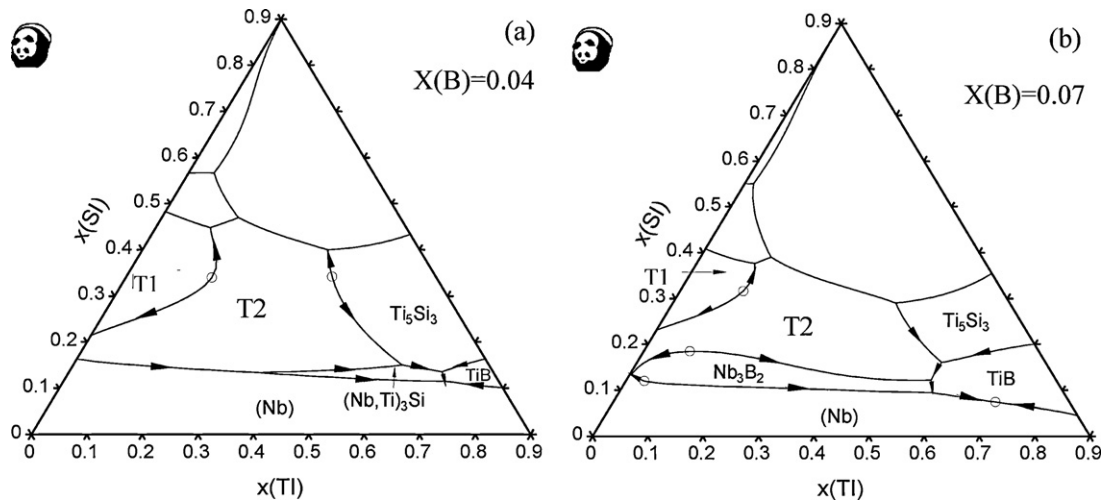 (a)
X(B)=0.04
0.9
0.8
0.7
0.6
0.5
0.4
0.3
0.2
0.1
0
x(SI)
T1
T2
Ti5Si3
TiB
(Nb,Ti)3Si
(Nb)
0 0.1 0.2 0.3 0.4 0.5 0.6 0.7 0.8 0.9
x(TI)
(b)
X(B)=0.07
0.9
0.8
0.7
0.6
0.5
0.4
0.3
0.2
0.1
0
x(SI)
T1
T2
Ti5Si3
Nb3B2
TiB
(Nb)
0 0.1 0.2 0.3 0.4 0.5 0.6 0.7 0.8 0.9
x(TI)